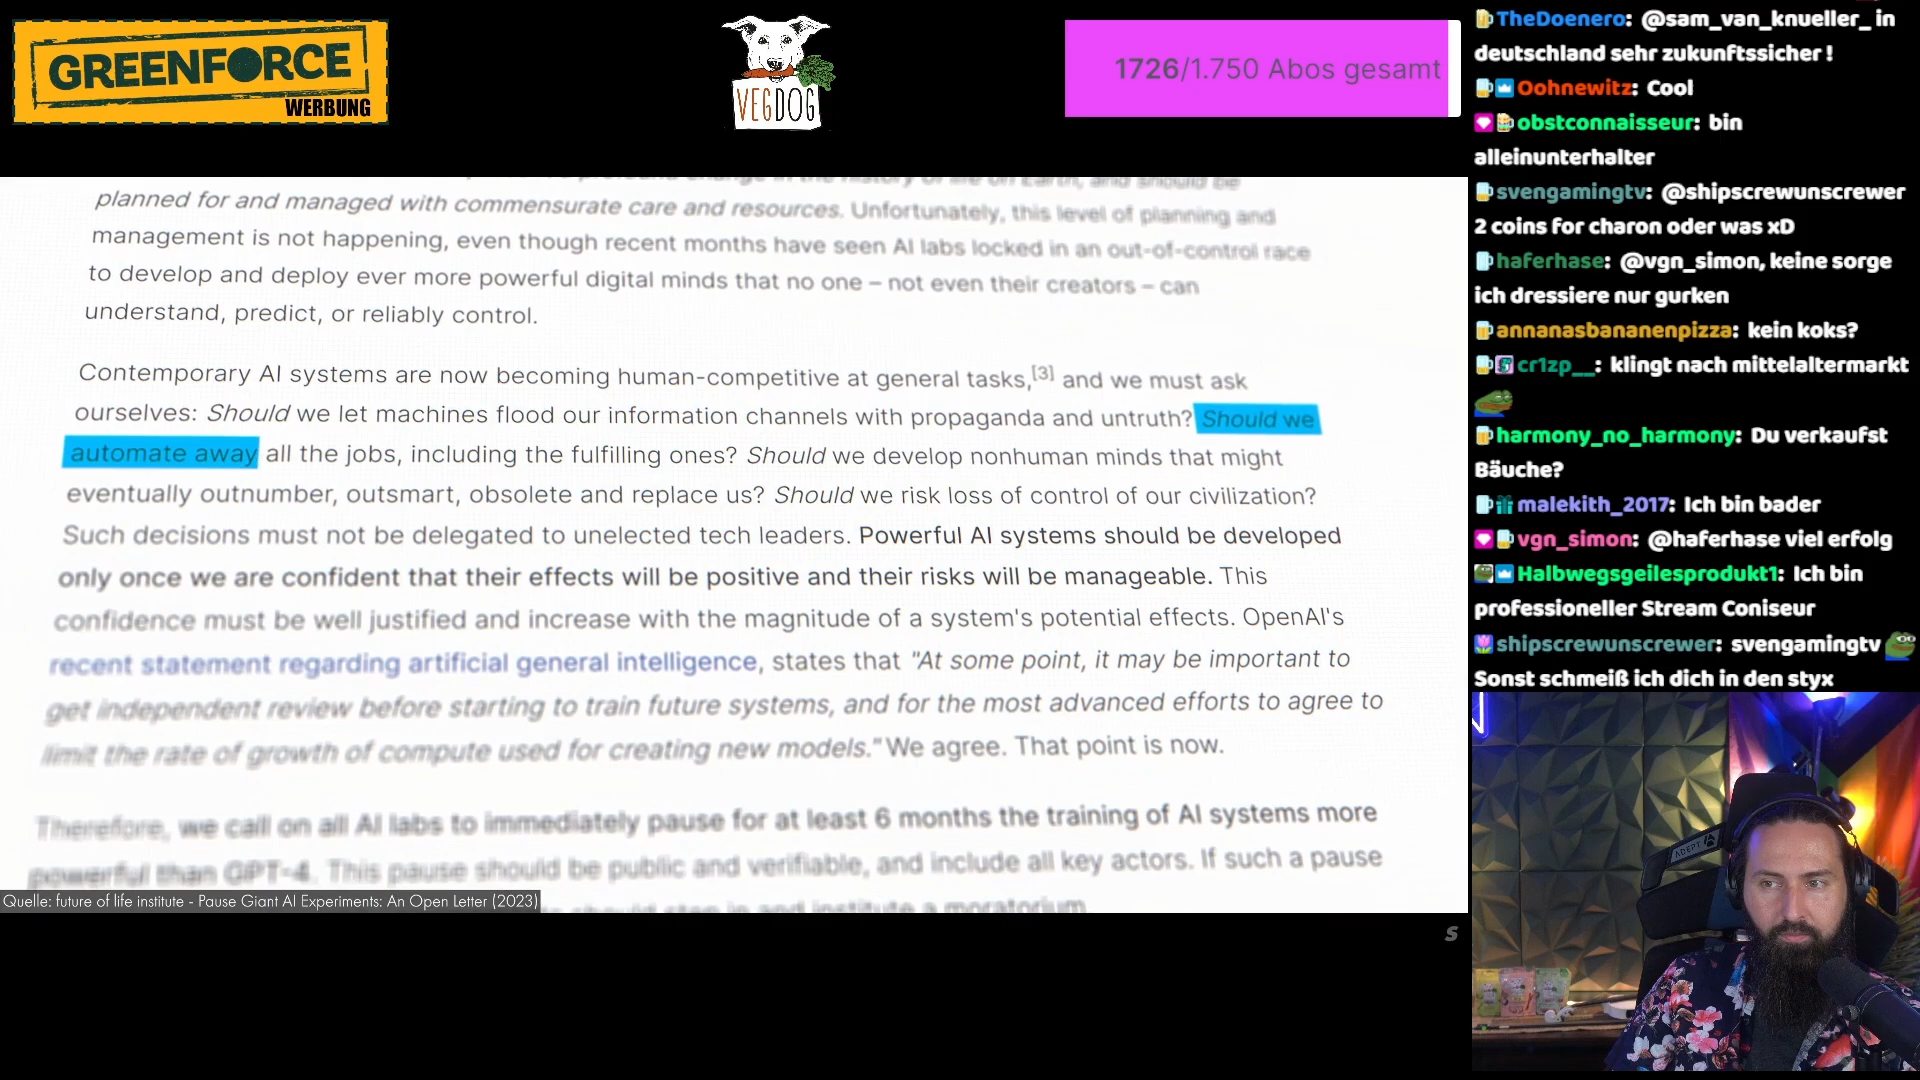 GREENFORCE
WERBUNG
VEGDOG
1726/1.750 Abos gesamt
planned for and managed with commensurate care and resources. Unfortunately, this level of planning and
management is not happening, even though recent months have seen AI labs locked in an out-of-control race
to develop and deploy ever more powerful digital minds that no one – not even their creators – can
understand, predict, or reliably control.
Contemporary AI systems are now becoming human-competitive at general tasks,[3] and we must ask
ourselves: Should we let machines flood our information channels with propaganda and untruth? Should we
automate away all the jobs, including the fulfilling ones? Should we develop nonhuman minds that might
eventually outnumber, outsmart, obsolete and replace us? Should we risk loss of control of our civilization?
Such decisions must not be delegated to unelected tech leaders. Powerful AI systems should be developed
only once we are confident that their effects will be positive and their risks will be manageable. This
confidence must be well justified and increase with the magnitude of a system's potential effects. OpenAI's
recent statement regarding artificial general intelligence, states that "At some point, it may be important to
get independent review before starting to train future systems, and for the most advanced efforts to agree to
limit the rate of growth of compute used for creating new models." We agree. That point is now.
Therefore, we call on all AI labs to immediately pause for at least 6 months the training of AI systems more
powerful than GPT-4. This pause should be public and verifiable, and include all key actors. If such a pause
should step in and institute a moratorium.
Quelle: future of life institute - Pause Giant AI Experiments: An Open Letter (2023)
S
TheDoenero: @sam_van_knueller_ in
deutschland sehr zukunftssicher !
Oohnewitz: Cool
obstconnaisseur: bin
alleinunterhalter
svengamingtv: @shipscrewunscrewer
2 coins for charon oder was xD
haferhase: @vgn_simon, keine sorge
ich dressiere nur gurken
annanasbananenpizza: kein koks?
cr1zp__: klingt nach mittelaltermarkt
harmony_no_harmony: Du verkaufst
Bäuche?
malekith_2017: Ich bin bader
vgn_simon: @haferhase viel erfolg
Halbwegsgeilesprodukt1: Ich bin
professioneller Stream Coniseur
shipscrewunscrewer: svengamingtv
Sonst schmeiß ich dich in den styx
ADEPT